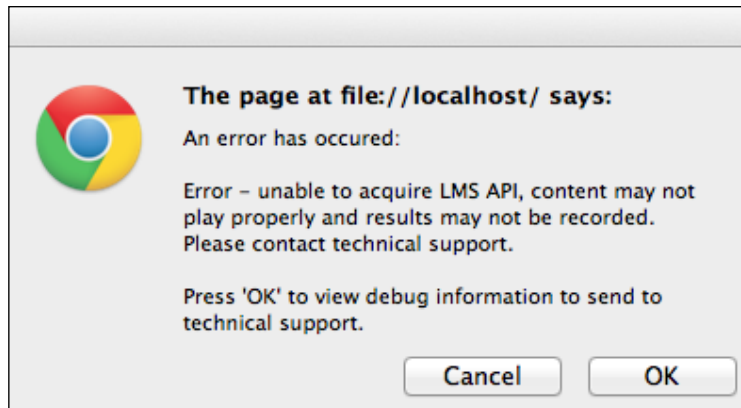 The page at file://localhost/ says:
An error has occured:
Error – unable to acquire LMS API, content may not
play properly and results may not be recorded.
Please contact technical support.
Press 'OK' to view debug information to send to
technical support.
Cancel
OK